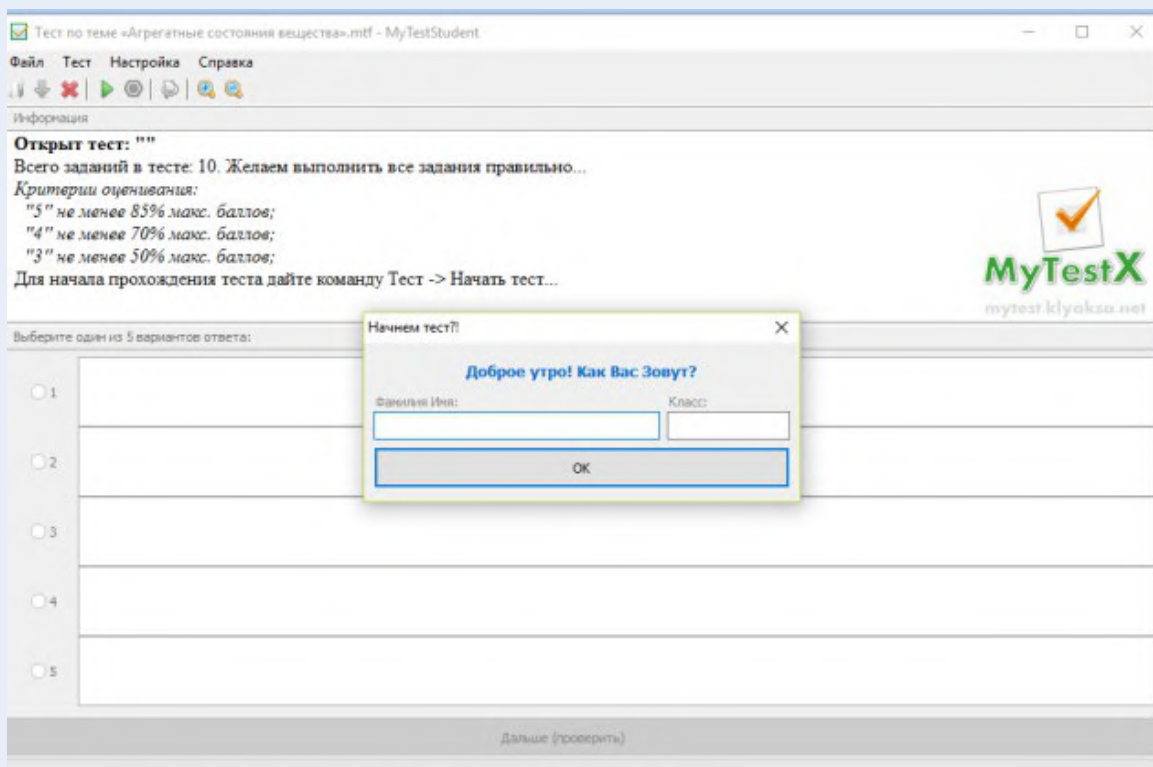 Тест по теме «Агрегатные состояния вещества».mtf - MyTestStudent
Файл Тест Настройка Справка
Информация
Открыт тест: ""
Всего заданий в тесте: 10. Желаем выполнить все задания правильно...
Критерии оценивания:
"5" не менее 85% макс. баллов;
"4" не менее 70% макс. баллов;
"3" не менее 50% макс. баллов;
Для начала прохождения теста дайте команду Тест -> Начать тест...
MyTestX
mytest.klyaksa.net
Выберите один из 5 вариантов ответа:
Начнем тест?!
Доброе утро! Как Вас Зовут?
Фамилия Имя: Класс:
OK
1
2
3
4
5
Дальше (проверить)